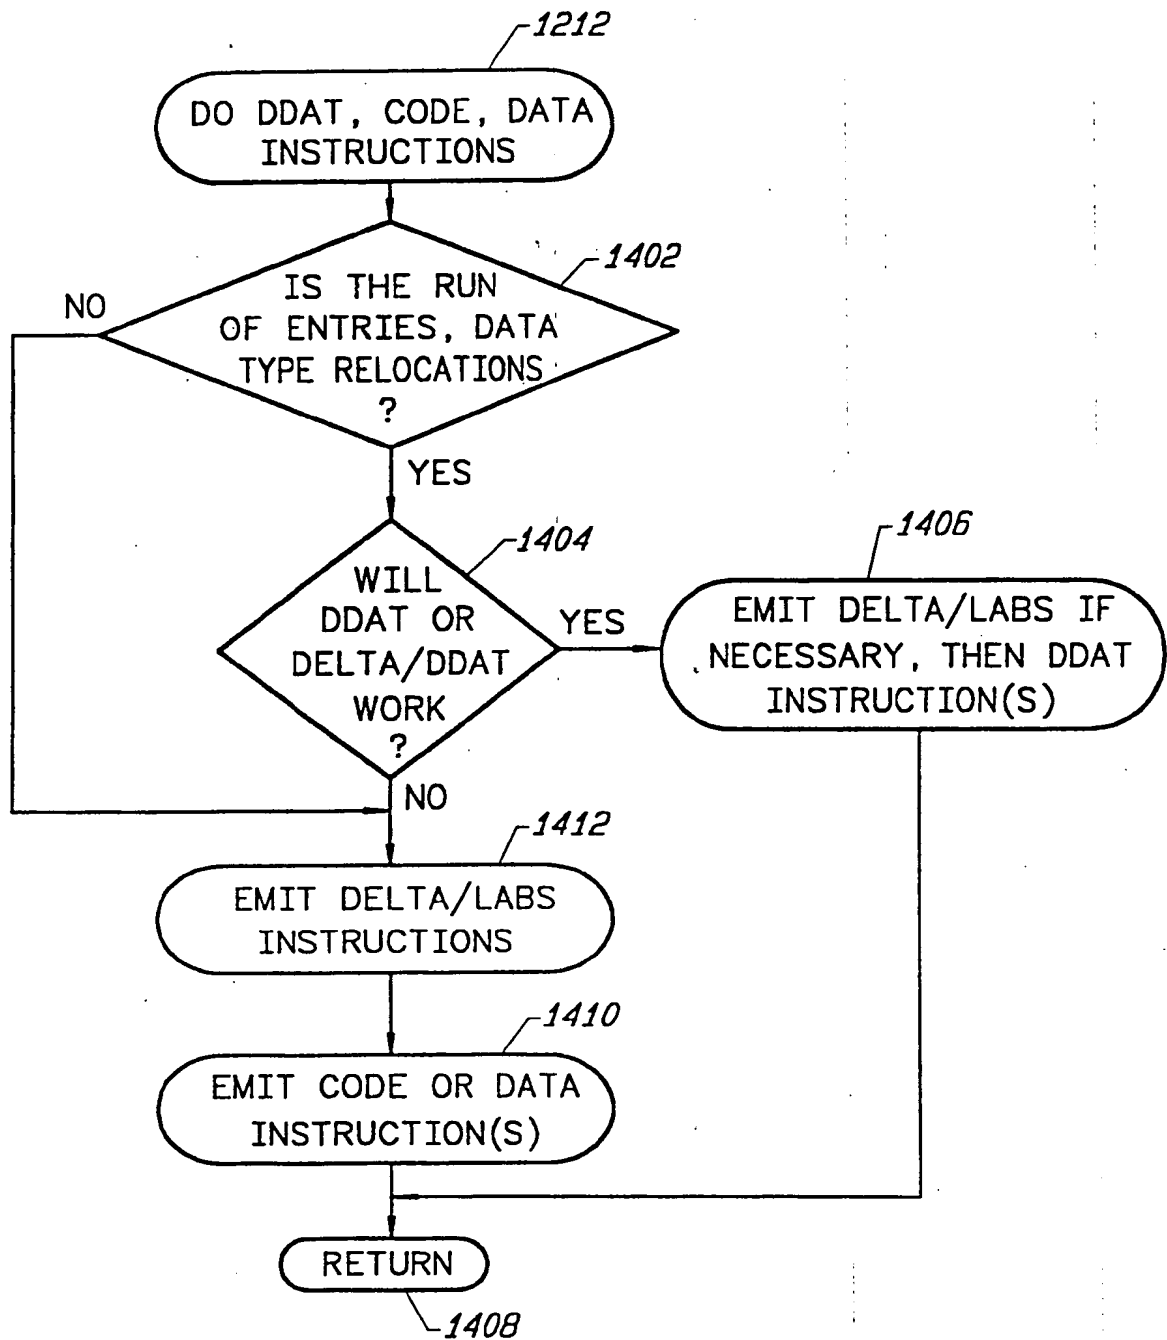 1212
DO DDAT, CODE, DATA
INSTRUCTIONS
1402
IS THE RUN
OF ENTRIES, DATA
TYPE RELOCATIONS
?
NO
YES
1404
WILL
DDAT OR
DELTA/DDAT
WORK
?
YES
1406
EMIT DELTA/LABS IF
NECESSARY, THEN DDAT
INSTRUCTION(S)
NO
1412
EMIT DELTA/LABS
INSTRUCTIONS
1410
EMIT CODE OR DATA
INSTRUCTION(S)
RETURN
1408